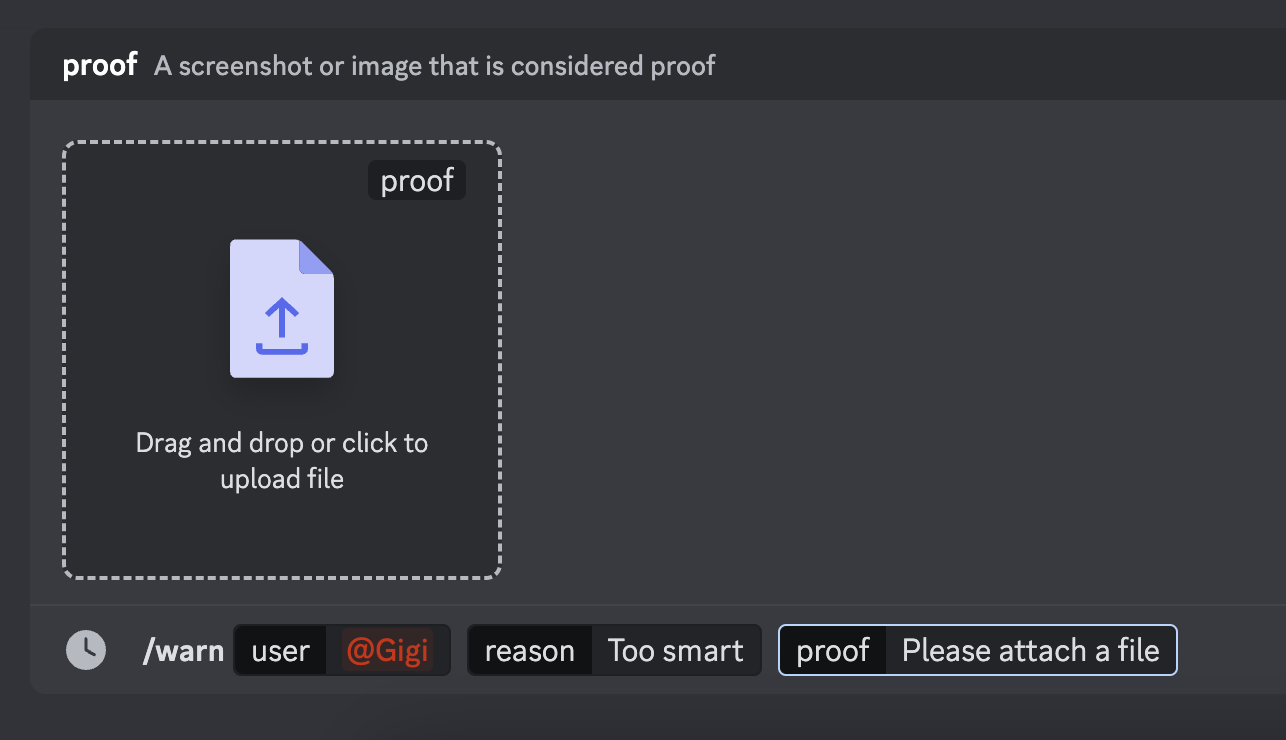 proof A screenshot or image that is considered proof
proof
Drag and drop or click to
upload file
/warn user @Gigi reason Too smart proof Please attach a file